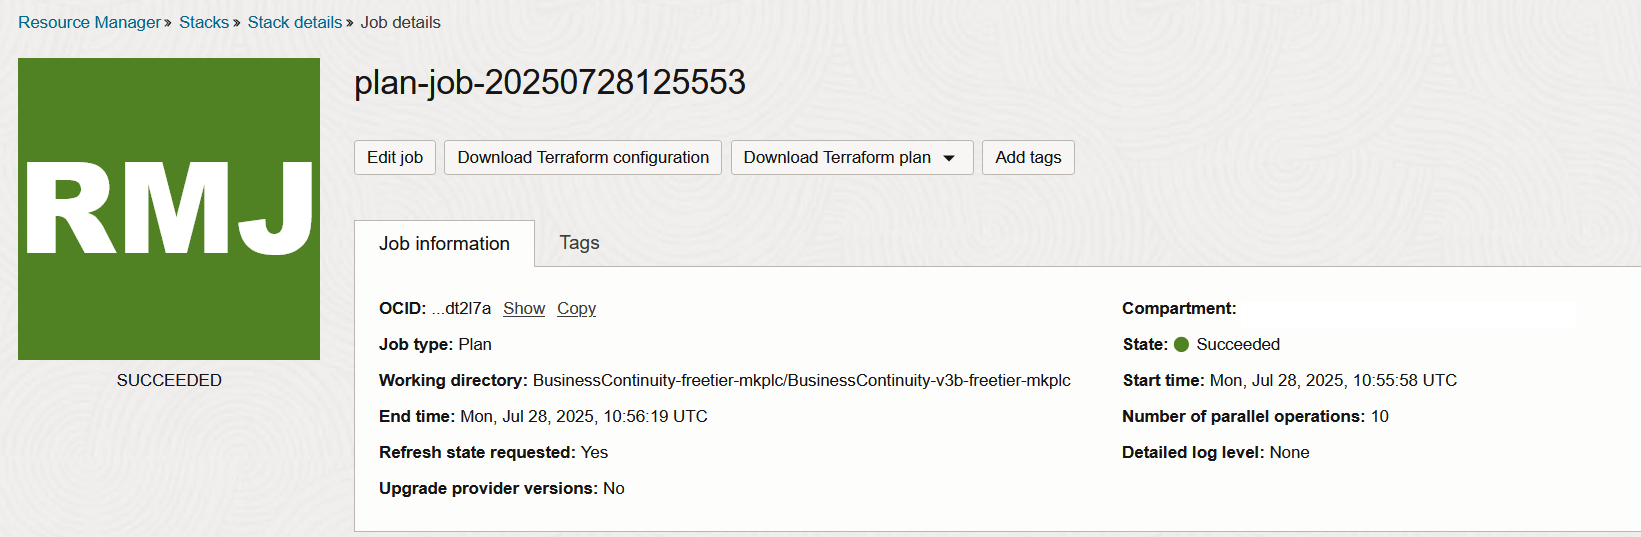 Resource Manager » Stacks » Stack details » Job details
RMJ
SUCCEEDED
plan-job-20250728125553
Edit job Download Terraform configuration Download Terraform plan Add tags
Job information Tags
OCID: ...dt2l7a Show Copy
Job type: Plan
Working directory: BusinessContinuity-freetier-mkplc/BusinessContinuity-v3b-freetier-mkplc
End time: Mon, Jul 28, 2025, 10:56:19 UTC
Refresh state requested: Yes
Upgrade provider versions: No
Compartment:
State: Succeeded
Start time: Mon, Jul 28, 2025, 10:55:58 UTC
Number of parallel operations: 10
Detailed log level: None